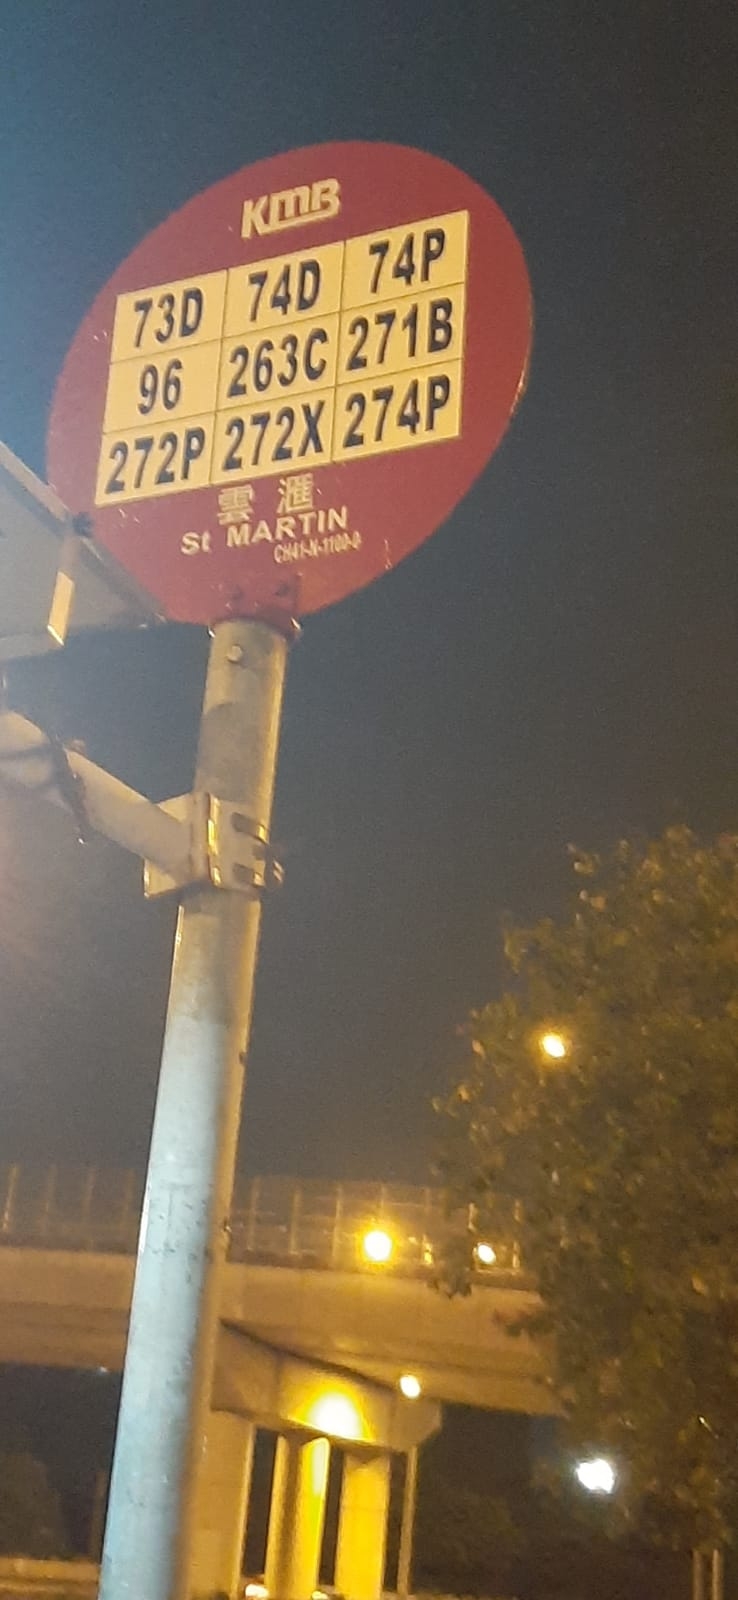 KMB
73D 74D 74P
96 263C 271B
272P 272X 274P
雲滙
St MARTIN
CH41-N-1100-0